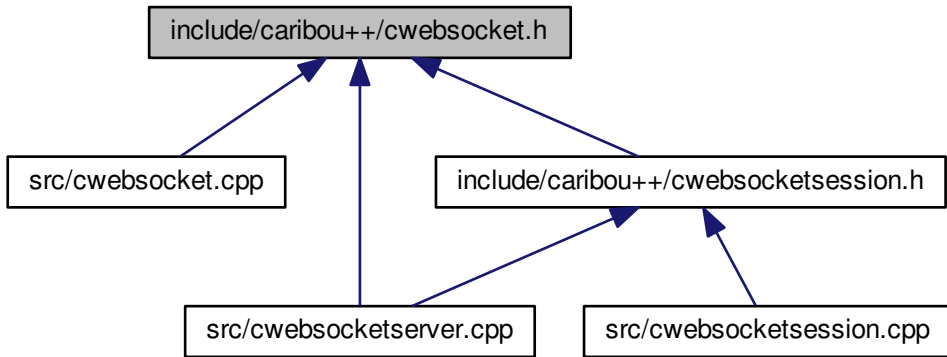 include/caribou++/cwebsocket.h
src/cwebsocket.cpp
include/caribou++/cwebsocketsession.h
src/cwebsocketserver.cpp
src/cwebsocketsession.cpp